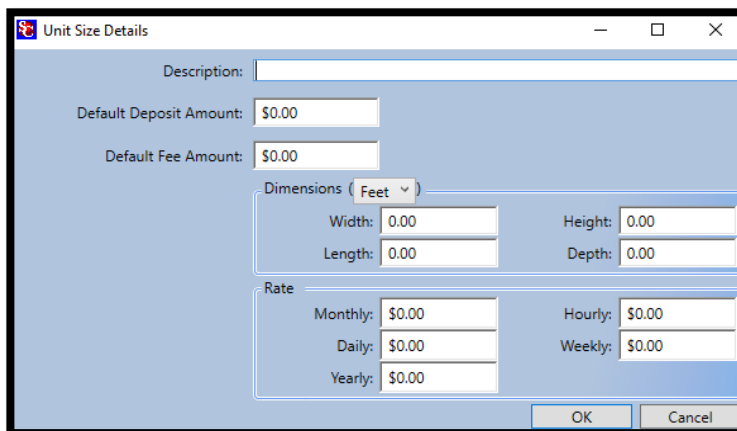 SC Unit Size Details
Description:
Default Deposit Amount: $0.00
Default Fee Amount: $0.00
Dimensions ( Feet )
Width: 0.00 Height: 0.00
Length: 0.00 Depth: 0.00
Rate
Monthly: $0.00 Hourly: $0.00
Daily: $0.00 Weekly: $0.00
Yearly: $0.00
OK Cancel